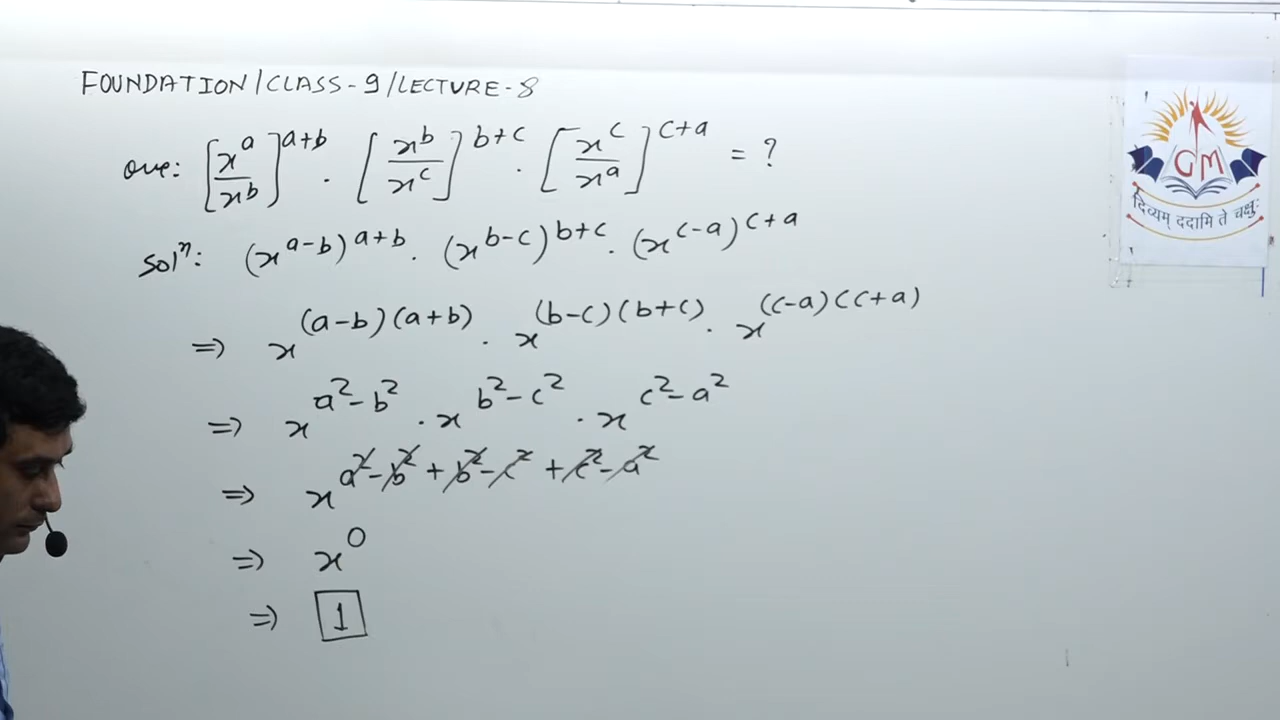 FOUNDATION/CLASS-9/LECTURE-8
Que: [x^a/x^b]^(a+b) . [x^b/x^c]^(b+c) . [x^c/x^a]^(c+a) = ?
Solⁿ: (x^(a-b))^(a+b) . (x^(b-c))^(b+c) . (x^(c-a))^(c+a)
⇒ x^((a-b)(a+b)) . x^((b-c)(b+c)) . x^((c-a)(c+a))
⇒ x^(a²-b²) . x^(b²-c²) . x^(c²-a²)
⇒ x^(a²-b²+b²-c²+c²-a²)
⇒ x^0
⇒ 1
GM
दिव्यम् ददामि ते चक्षुः